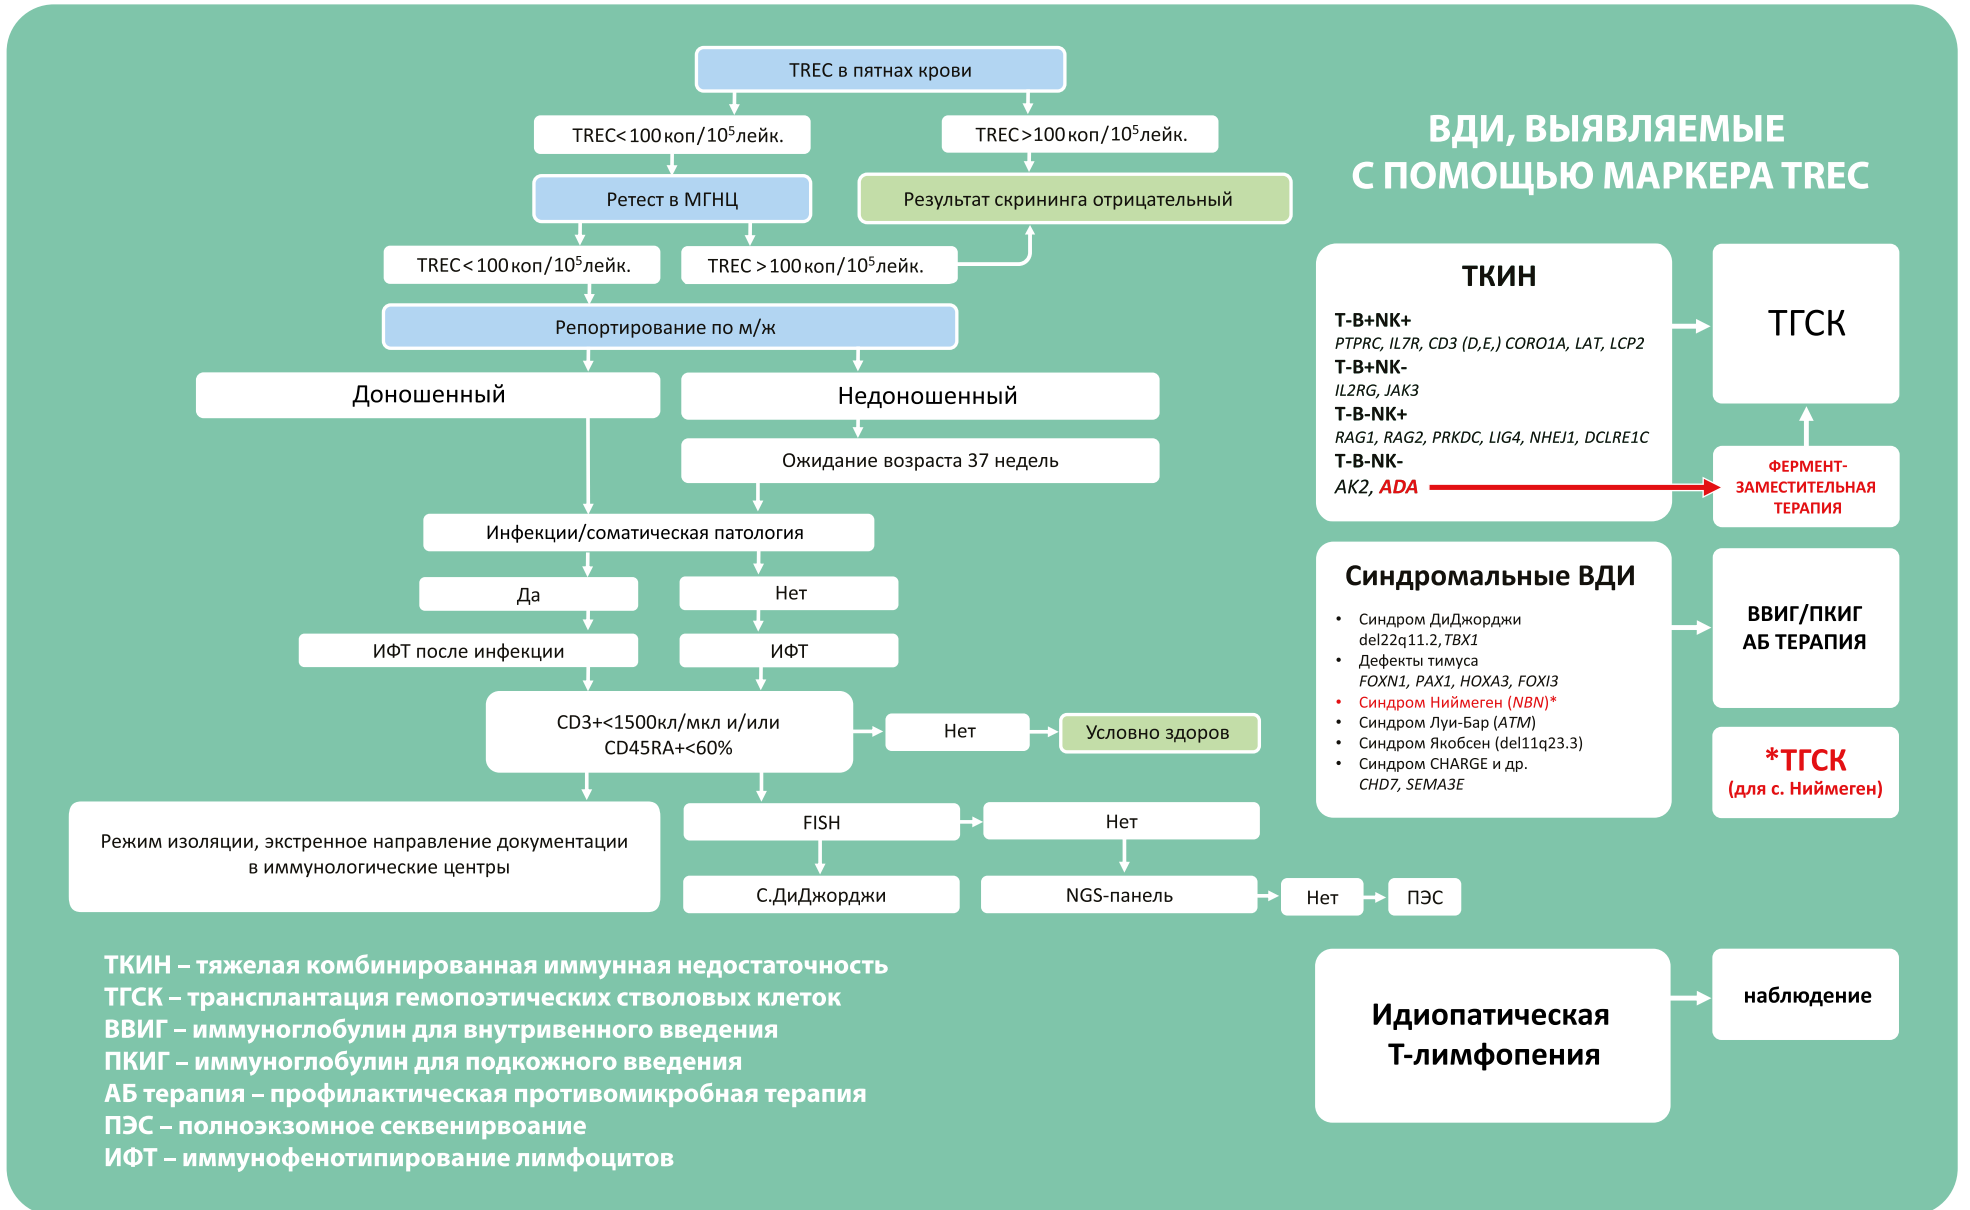 TREC в пятнах крови
TREC< 100 коп/10⁵лейк.
TREC >100 коп/10⁵лейк.
Ретест в МГНЦ
Результат скрининга отрицательный
TREC < 100 коп/10⁵лейк.
TREC > 100 коп/10⁵лейк.
Репортирование по м/ж
Доношенный
Недоношенный
Ожидание возраста 37 недель
Инфекции/соматическая патология
Да
Нет
ИФТ после инфекции
ИФТ
CD3+<1500кл/мкл и/или
CD45RA+<60%
Нет
Условно здоров
Режим изоляции, экстренное направление документации
в иммунологические центры
FISH
Нет
С.ДиДжорджи
NGS-панель
Нет
ПЭС
ТКИН – тяжелая комбинированная иммунная недостаточность
ТГСК – трансплантация гемопоэтических стволовых клеток
ВВИГ – иммуноглобулин для внутривенного введения
ПКИГ – иммуноглобулин для подкожного введения
АБ терапия – профилактическая противомикробная терапия
ПЭС – полноэкзомное секвенирвоание
ИФТ – иммунофенотипирование лимфоцитов
ВДИ, ВЫЯВЛЯЕМЫЕ
С ПОМОЩЬЮ МАРКЕРА TREC
ТКИН
T-B+NK+
PTPRC, IL7R, CD3 (D,E,) CORO1A, LAT, LCP2
T-B+NK-
IL2RG, JAK3
T-B-NK+
RAG1, RAG2, PRKDC, LIG4, NHEJ1, DCLRE1C
T-B-NK-
AK2, ADA
ТГСК
ФЕРМЕНТ-
ЗАМЕСТИТЕЛЬНАЯ
ТЕРАПИЯ
Синдромальные ВДИ
• Синдром ДиДжорджи
del22q11.2, TBX1
• Дефекты тимуса
FOXN1, PAX1, HOXA3, FOXI3
• Синдром Ниймеген (NBN)*
• Синдром Луи-Бар (ATM)
• Синдром Якобсен (del11q23.3)
• Синдром CHARGE и др.
CHD7, SEMA3E
ВВИГ/ПКИГ
АБ ТЕРАПИЯ
*ТГСК
(для с. Ниймеген)
Идиопатическая
Т-лимфопения
наблюдение